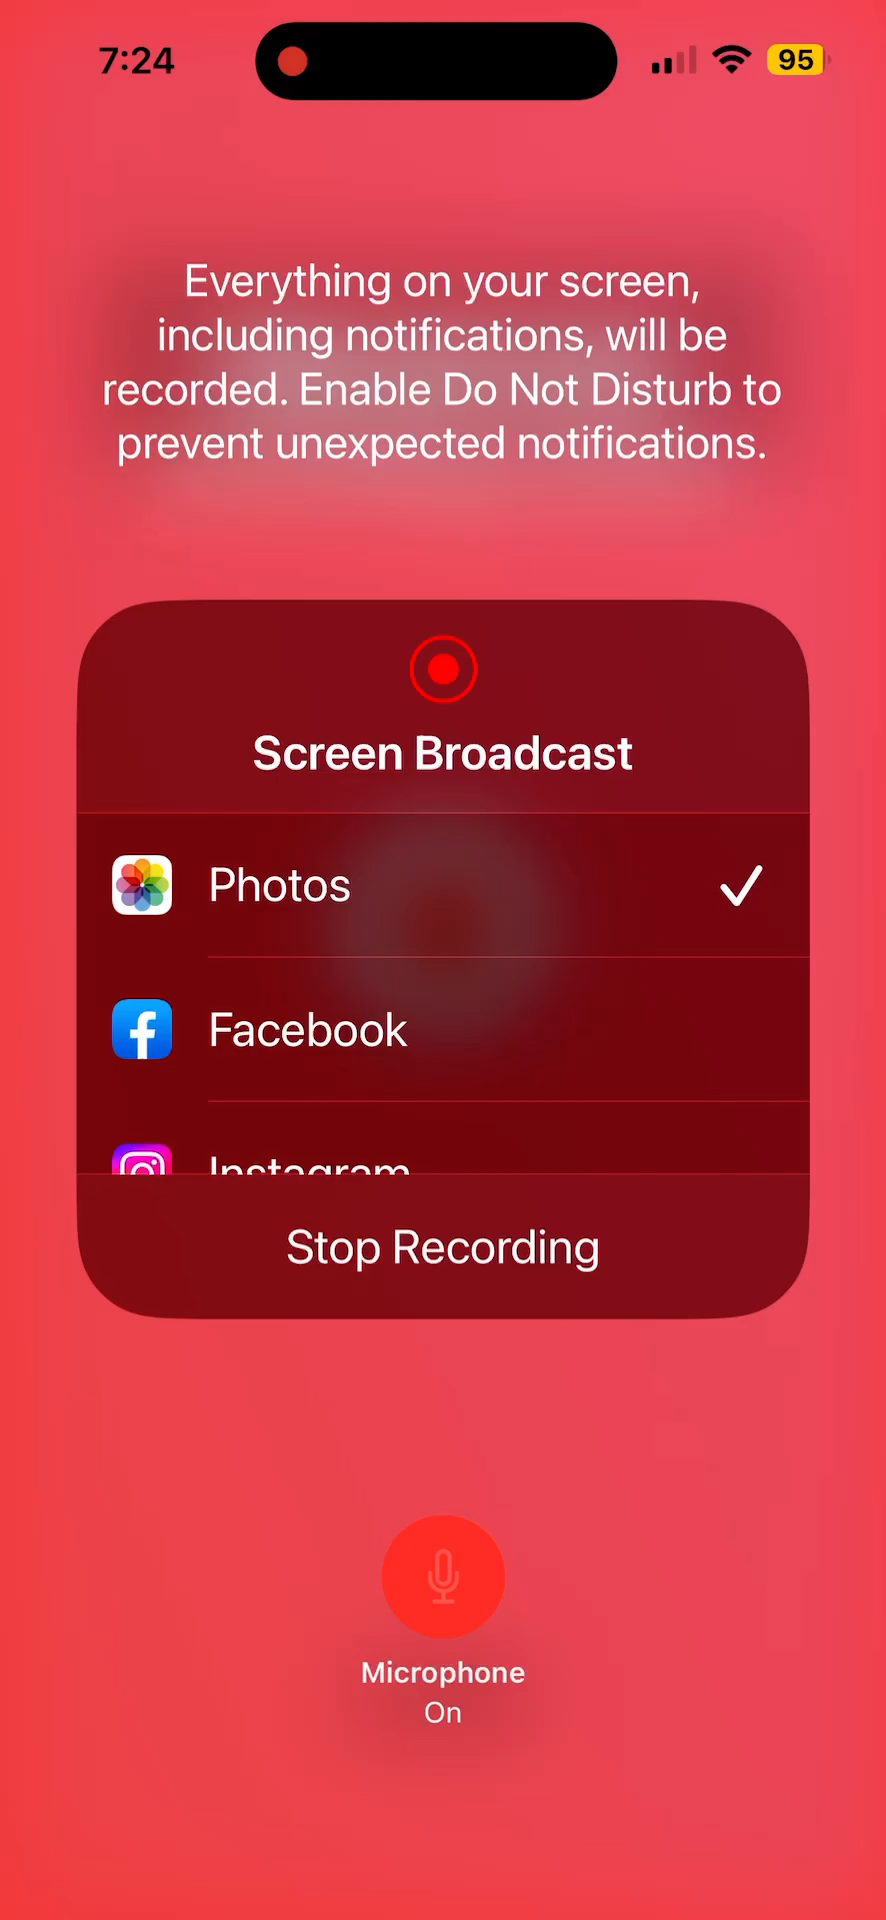 7:24
95
Everything on your screen,
including notifications, will be
recorded. Enable Do Not Disturb to
prevent unexpected notifications.
Screen Broadcast
Photos
Facebook
Instagram
Stop Recording
Microphone
On